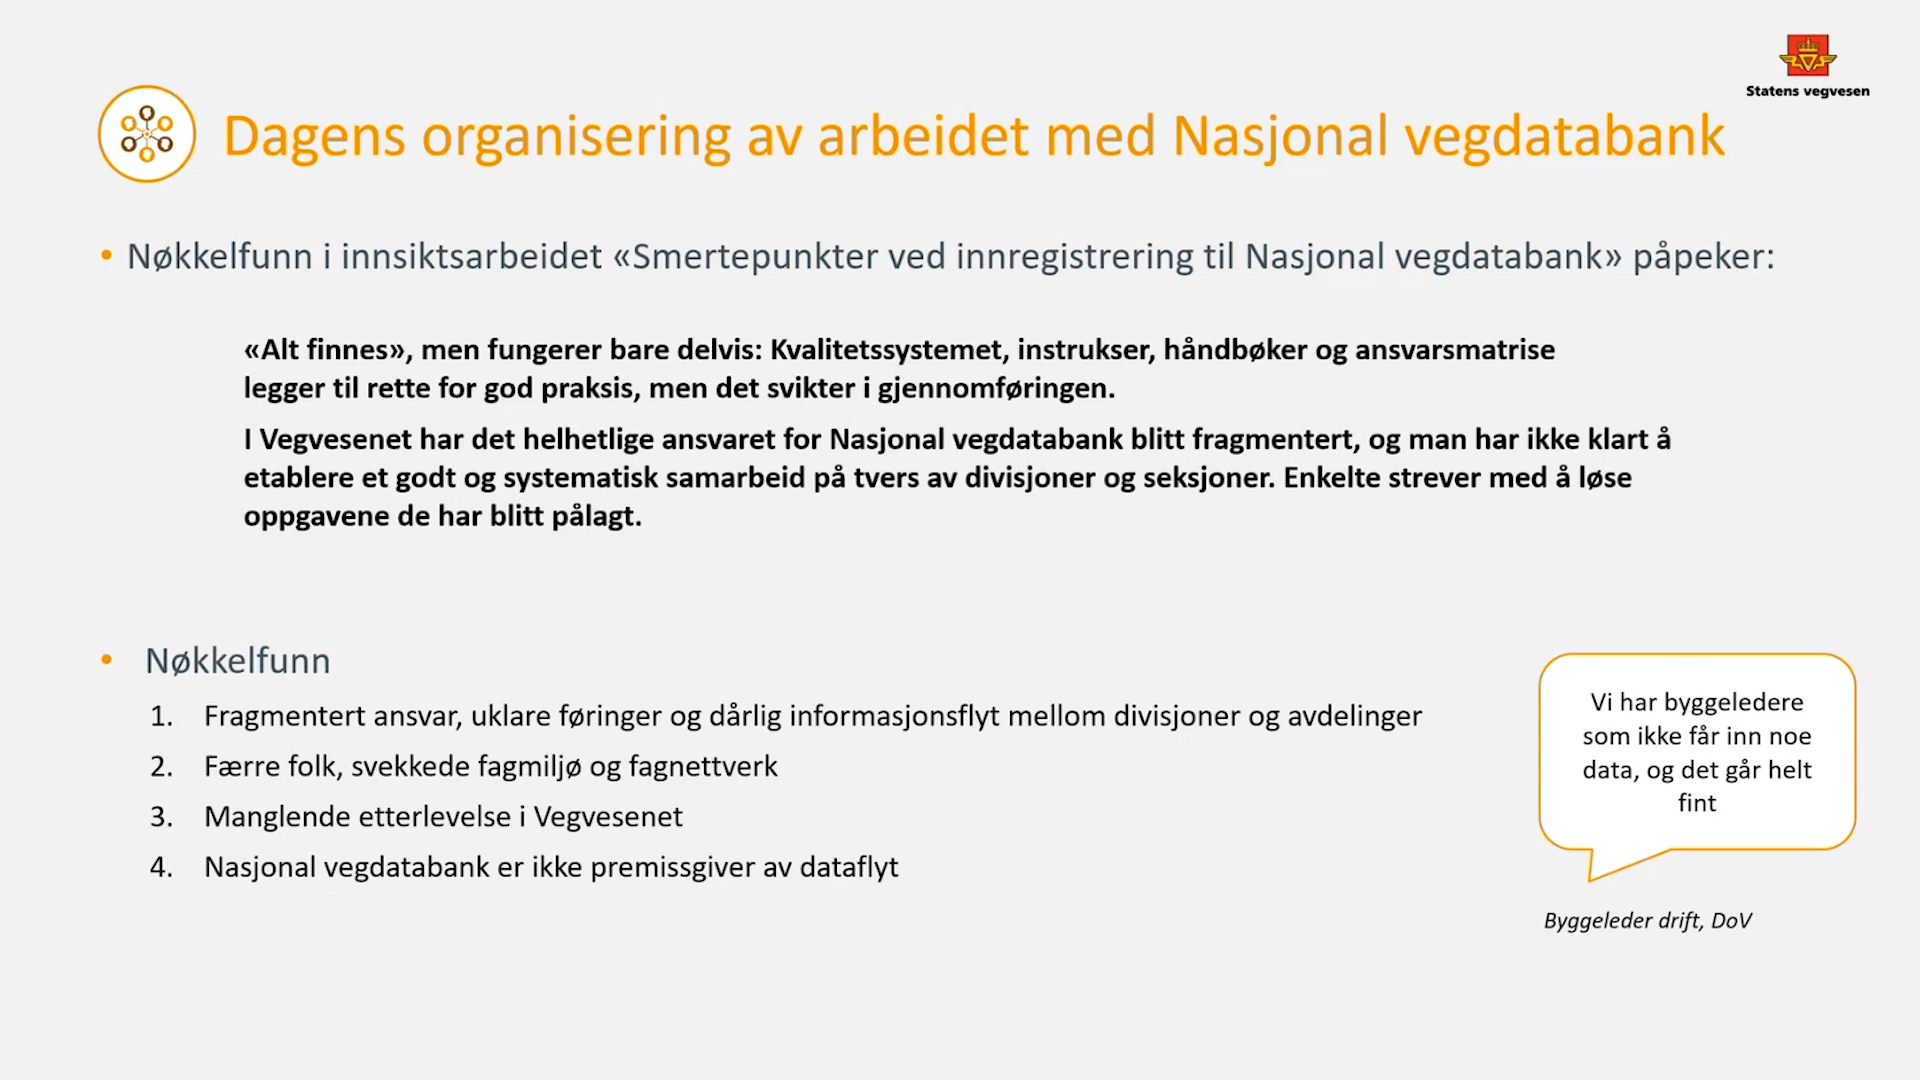 Statens vegvesen
Dagens organisering av arbeidet med Nasjonal vegdatabank
• Nøkkelfunn i innsiktsarbeidet «Smertepunkter ved innregistrering til Nasjonal vegdatabank» påpeker:
«Alt finnes», men fungerer bare delvis: Kvalitetssystemet, instrukser, håndbøker og ansvarsmatrise
legger til rette for god praksis, men det svikter i gjennomføringen.
I Vegvesenet har det helhetlige ansvaret for Nasjonal vegdatabank blitt fragmentert, og man har ikke klart å
etablere et godt og systematisk samarbeid på tvers av divisjoner og seksjoner. Enkelte strever med å løse
oppgavene de har blitt pålagt.
• Nøkkelfunn
1. Fragmentert ansvar, uklare føringer og dårlig informasjonsflyt mellom divisjoner og avdelinger
2. Færre folk, svekkede fagmiljø og fagnettverk
3. Manglende etterlevelse i Vegvesenet
4. Nasjonal vegdatabank er ikke premissgiver av dataflyt
Vi har byggeledere
som ikke får inn noe
data, og det går helt
fint
Byggeleder drift, DoV